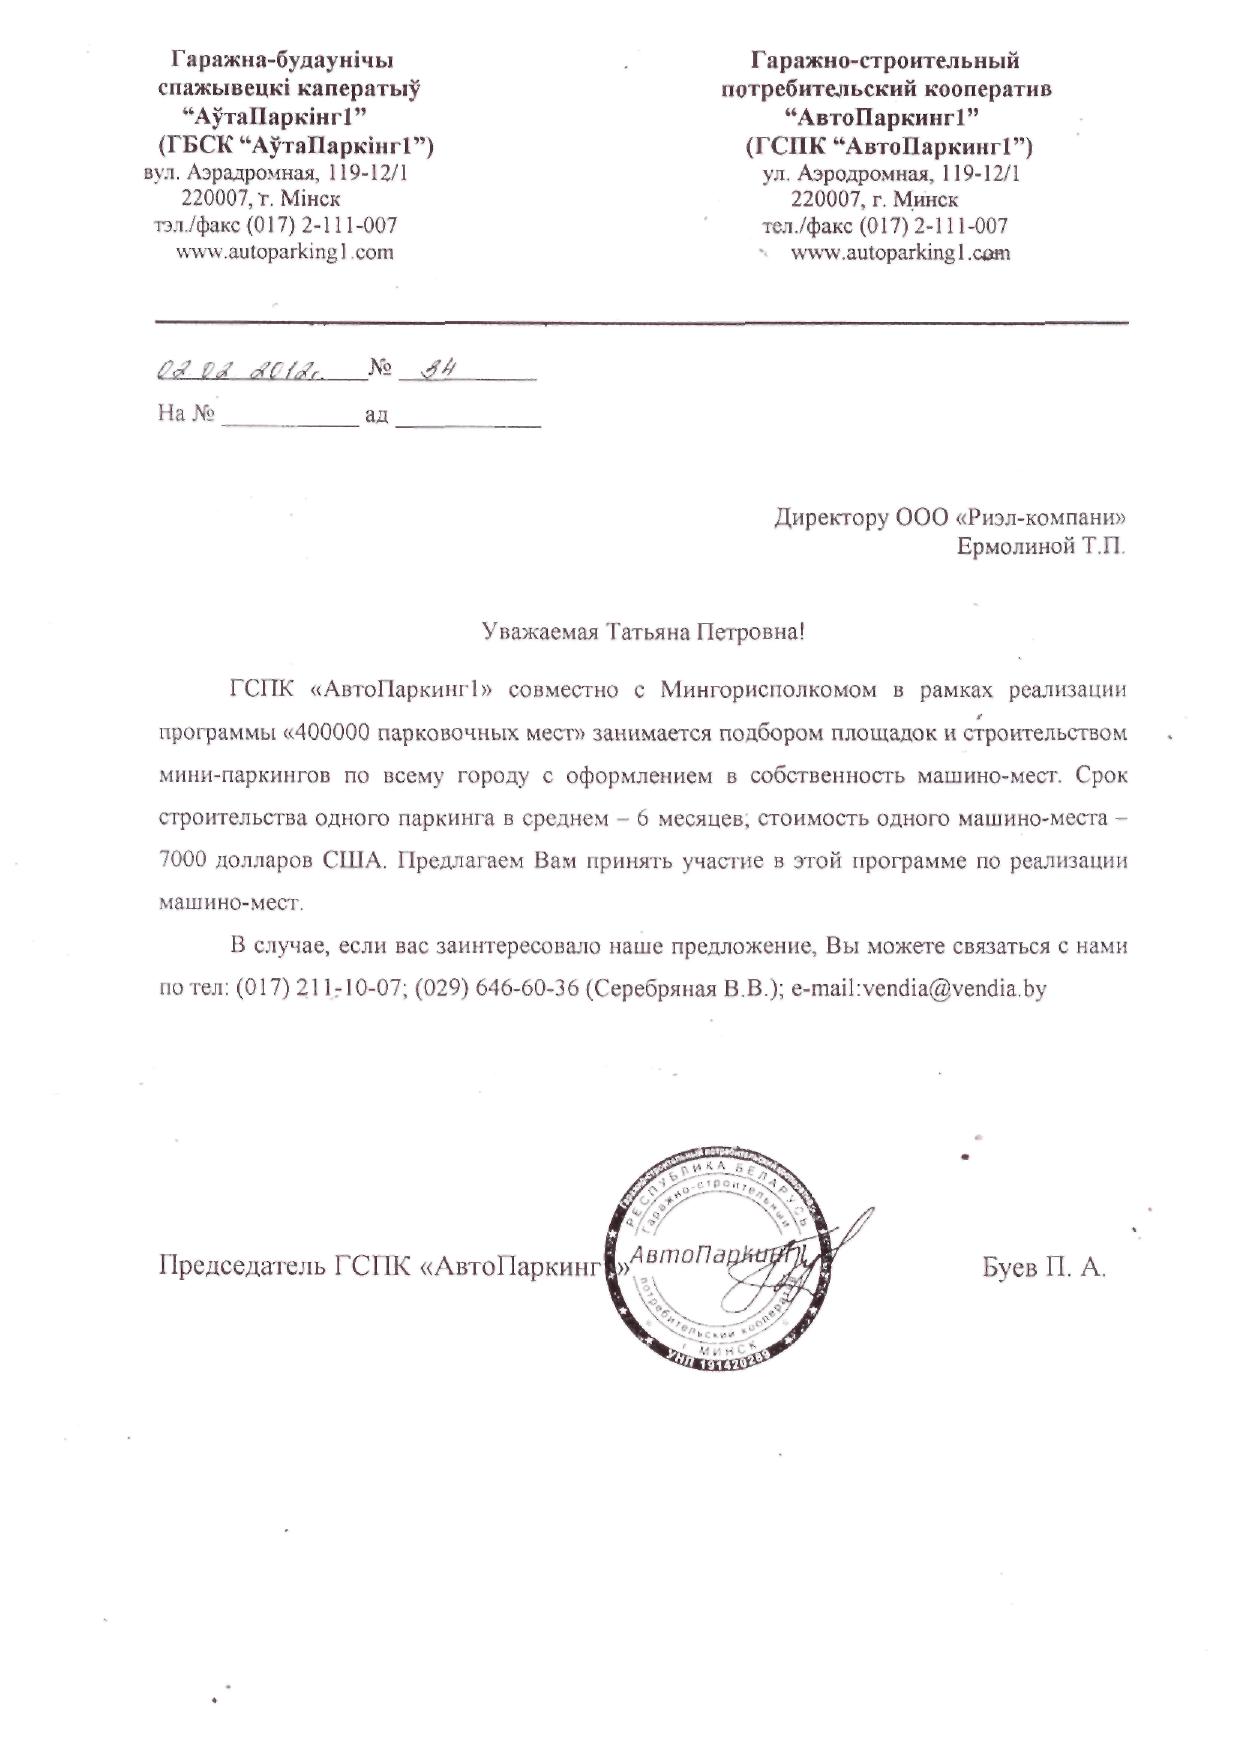 Гаражна-будаунічы
спажывецкі каператыў
“АўтаПаркінг1”
(ГБСК “АўтаПаркінг1”)
вул. Аэрадромная, 119-12/1
220007, г. Мінск
тэл./факс (017) 2-111-007
www.autoparking1.com
Гаражно-строительный
потребительский кооператив
“АвтоПаркинг1”
(ГСПК “АвтоПаркинг1”)
ул. Аэродромная, 119-12/1
220007, г. Минск
тел./факс (017) 2-111-007
www.autoparking1.com
02 02 2012г. № 34
На № ____________ ад ____________
Директору ООО «Риэл-компани»
Ермолиной Т.П.
Уважаемая Татьяна Петровна!
ГСПК «АвтоПаркинг1» совместно с Мингорисполкомом в рамках реализации
программы «400000 парковочных мест» занимается подбором площадок и строительством
мини-паркингов по всему городу с оформлением в собственность машино-мест. Срок
строительства одного паркинга в среднем – 6 месяцев, стоимость одного машино-места –
7000 долларов США. Предлагаем Вам принять участие в этой программе по реализации
машино-мест.
В случае, если вас заинтересовало наше предложение, Вы можете связаться с нами
по тел: (017) 211-10-07; (029) 646-60-36 (Серебряная В.В.); e-mail:vendia@vendia.by
Председатель ГСПК «АвтоПаркинг1»
Буев П. А.
РЕСПУБЛИКА БЕЛАРУСЬ
Гаражно-строительный
АвтоПаркинг1
потребительский кооператив
г. МИНСК
УНП 191420289